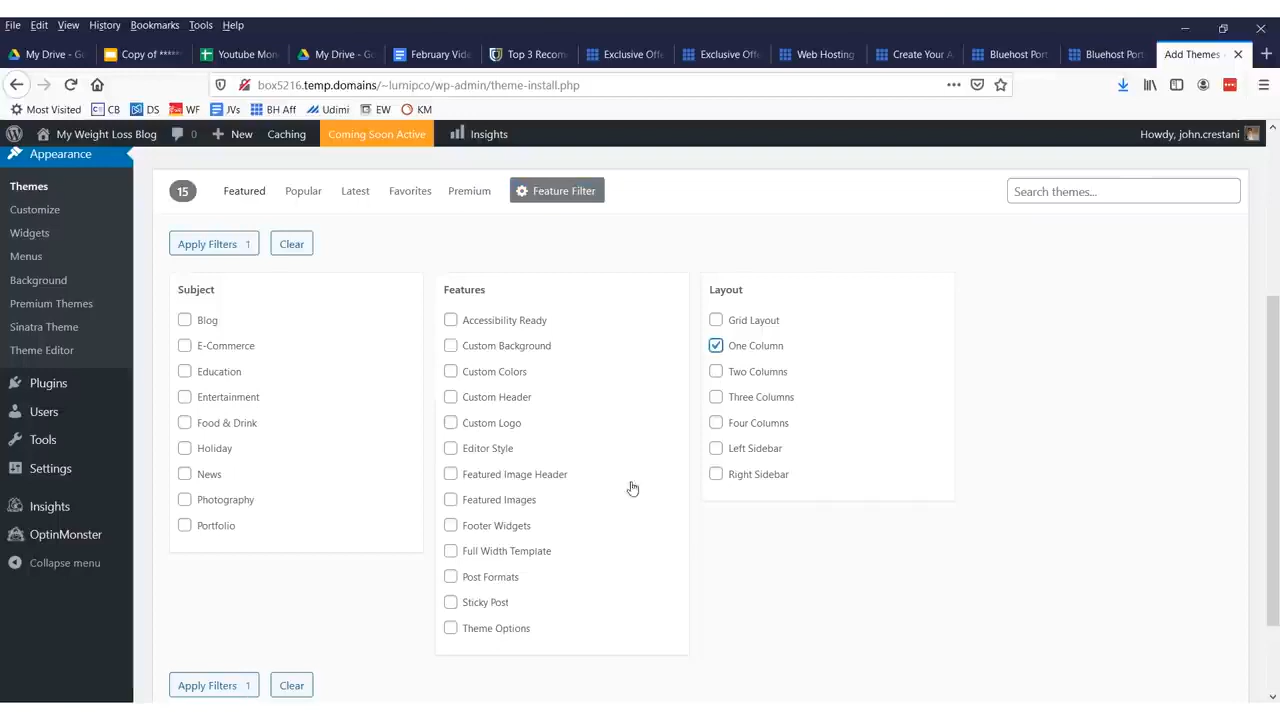 File Edit View History Bookmarks Tools Help
My Drive - Go Copy of ***** Youtube Mon My Drive - Go February Vide Top 3 Recom Exclusive Offe Exclusive Offe Web Hosting Create Your A Bluehost Port Bluehost Port Add Themes
box5216.temp.domains/~lumipco/wp-admin/theme-install.php
Most Visited CB DS WF JVs BH Aff Udimi EW KM
My Weight Loss Blog 0 New Caching Coming Soon Active Insights Howdy, john.crestani
Appearance
Themes
Customize
Widgets
Menus
Background
Premium Themes
Sinatra Theme
Theme Editor
Plugins
Users
Tools
Settings
Insights
OptinMonster
Collapse menu
15 Featured Popular Latest Favorites Premium Feature Filter Search themes...
Apply Filters 1 Clear
Subject
Blog
E-Commerce
Education
Entertainment
Food & Drink
Holiday
News
Photography
Portfolio
Features
Accessibility Ready
Custom Background
Custom Colors
Custom Header
Custom Logo
Editor Style
Featured Image Header
Featured Images
Footer Widgets
Full Width Template
Post Formats
Sticky Post
Theme Options
Layout
Grid Layout
One Column
Two Columns
Three Columns
Four Columns
Left Sidebar
Right Sidebar
Apply Filters 1 Clear